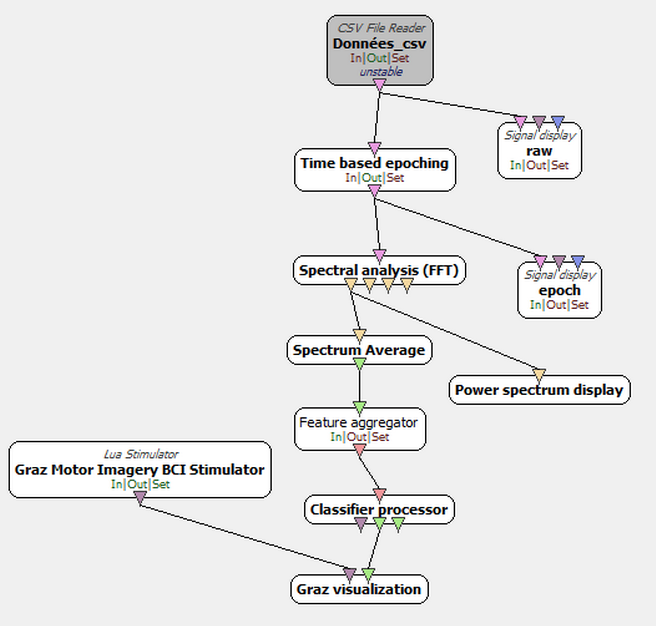 CSV File Reader
Données_csv
In|Out|Set
unstable
Signal display
raw
In|Out|Set
Time based epoching
In|Out|Set
Spectral analysis (FFT)
Signal display
epoch
In|Out|Set
Spectrum Average
Power spectrum display
Feature aggregator
In|Out|Set
Lua Stimulator
Graz Motor Imagery BCI Stimulator
In|Out|Set
Classifier processor
Graz visualization